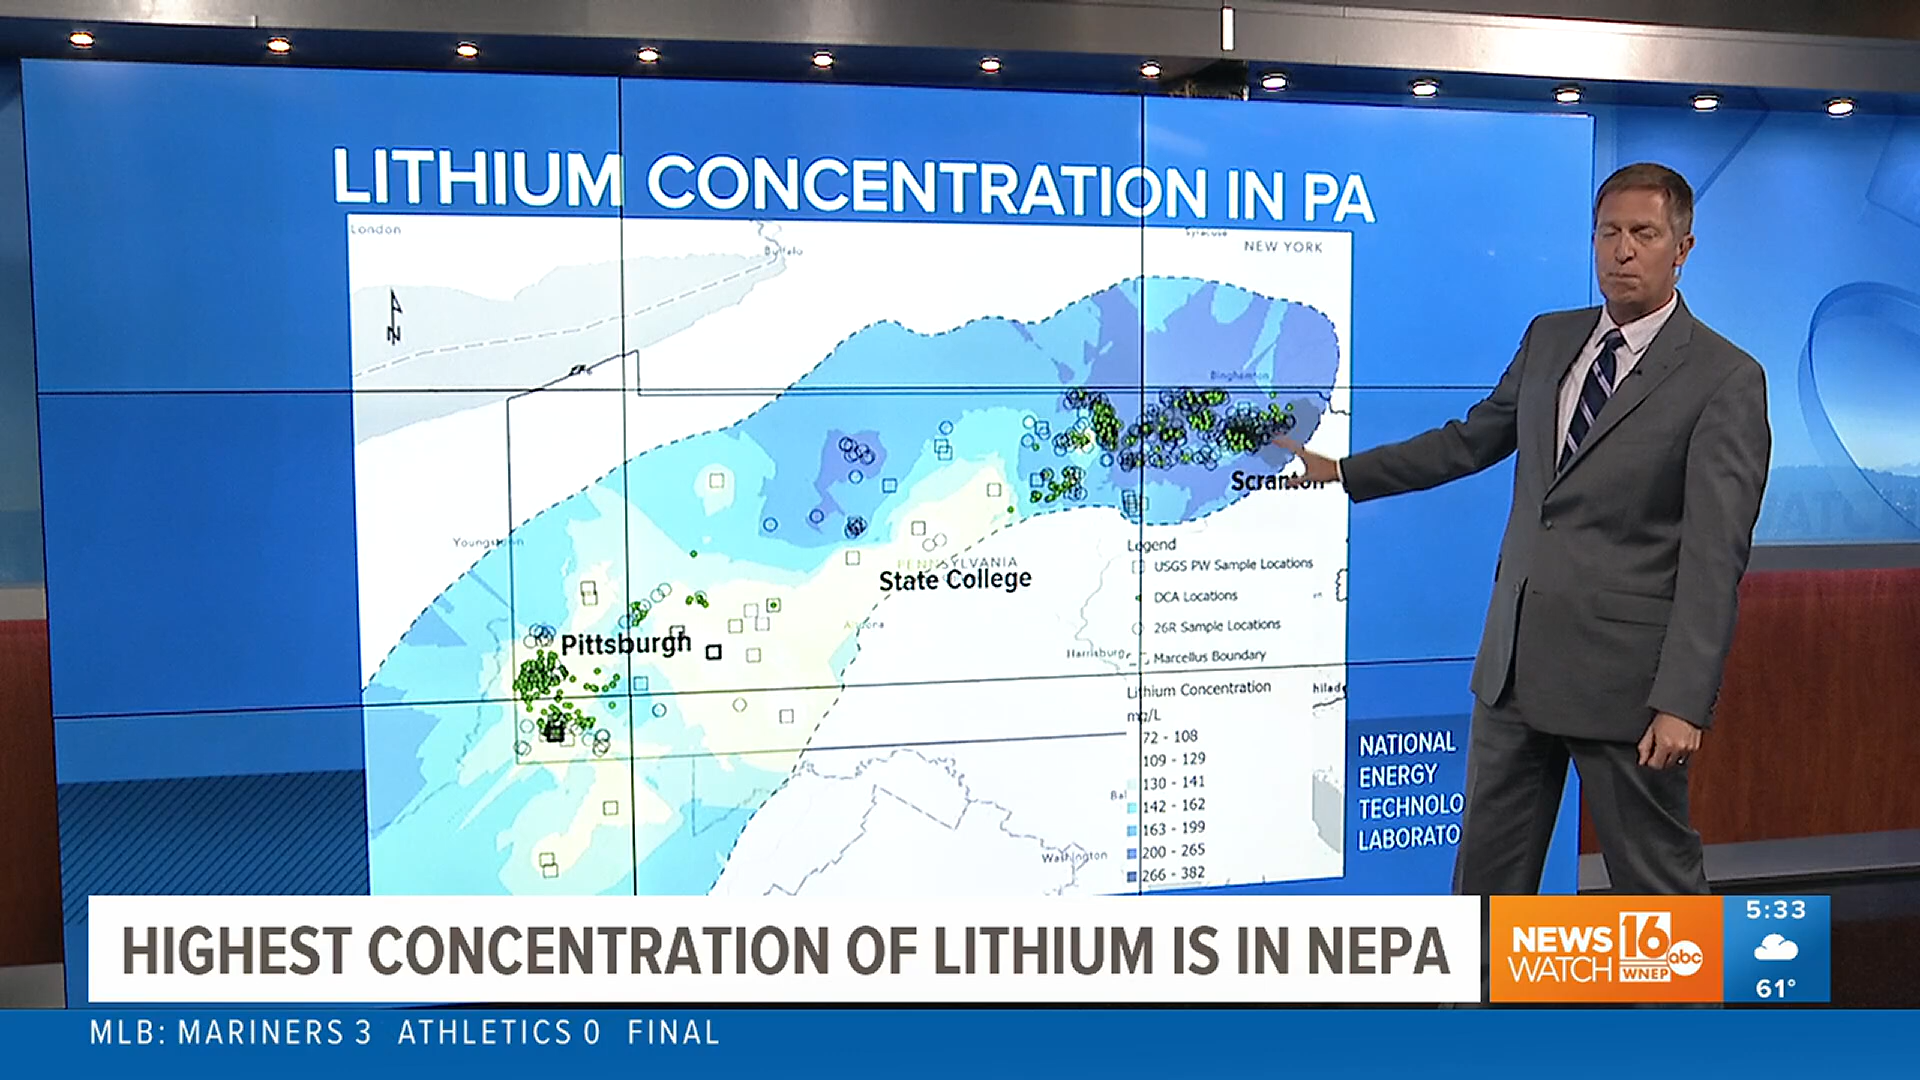 LITHIUM CONCENTRATION IN PA
London
Buffalo
Syracuse
NEW YORK
Binghamton
Scranton
Youngstown
PENNSYLVANIA
State College
Altoona
Pittsburgh
Harrisburg
Legend
USGS PW Sample Locations
DCA Locations
26R Sample Locations
Marcellus Boundary
Lithium Concentration
mg/L
72 - 108
109 - 129
130 - 141
142 - 162
163 - 199
200 - 265
266 - 382
Philad
Bal
Washington
N
NATIONAL
ENERGY
TECHNOLO
LABORATO
HIGHEST CONCENTRATION OF LITHIUM IS IN NEPA
NEWS 16
WATCH WNEP abc
5:33
61°
MLB: MARINERS 3 ATHLETICS 0 FINAL